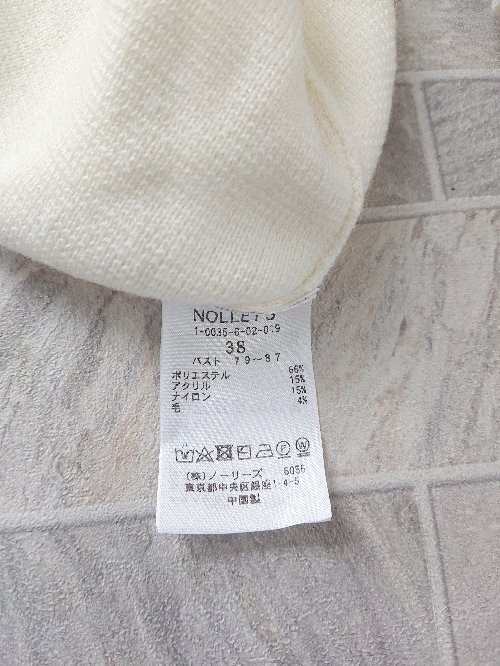 NOLLEY'S
1-0035-6-02-019
38
バスト 79~87
ポリエステル 66%
アクリル 15%
ナイロン 15%
毛 4%
(株)ノーリーズ 6036
東京都中央区銀座1-4-5
中国製